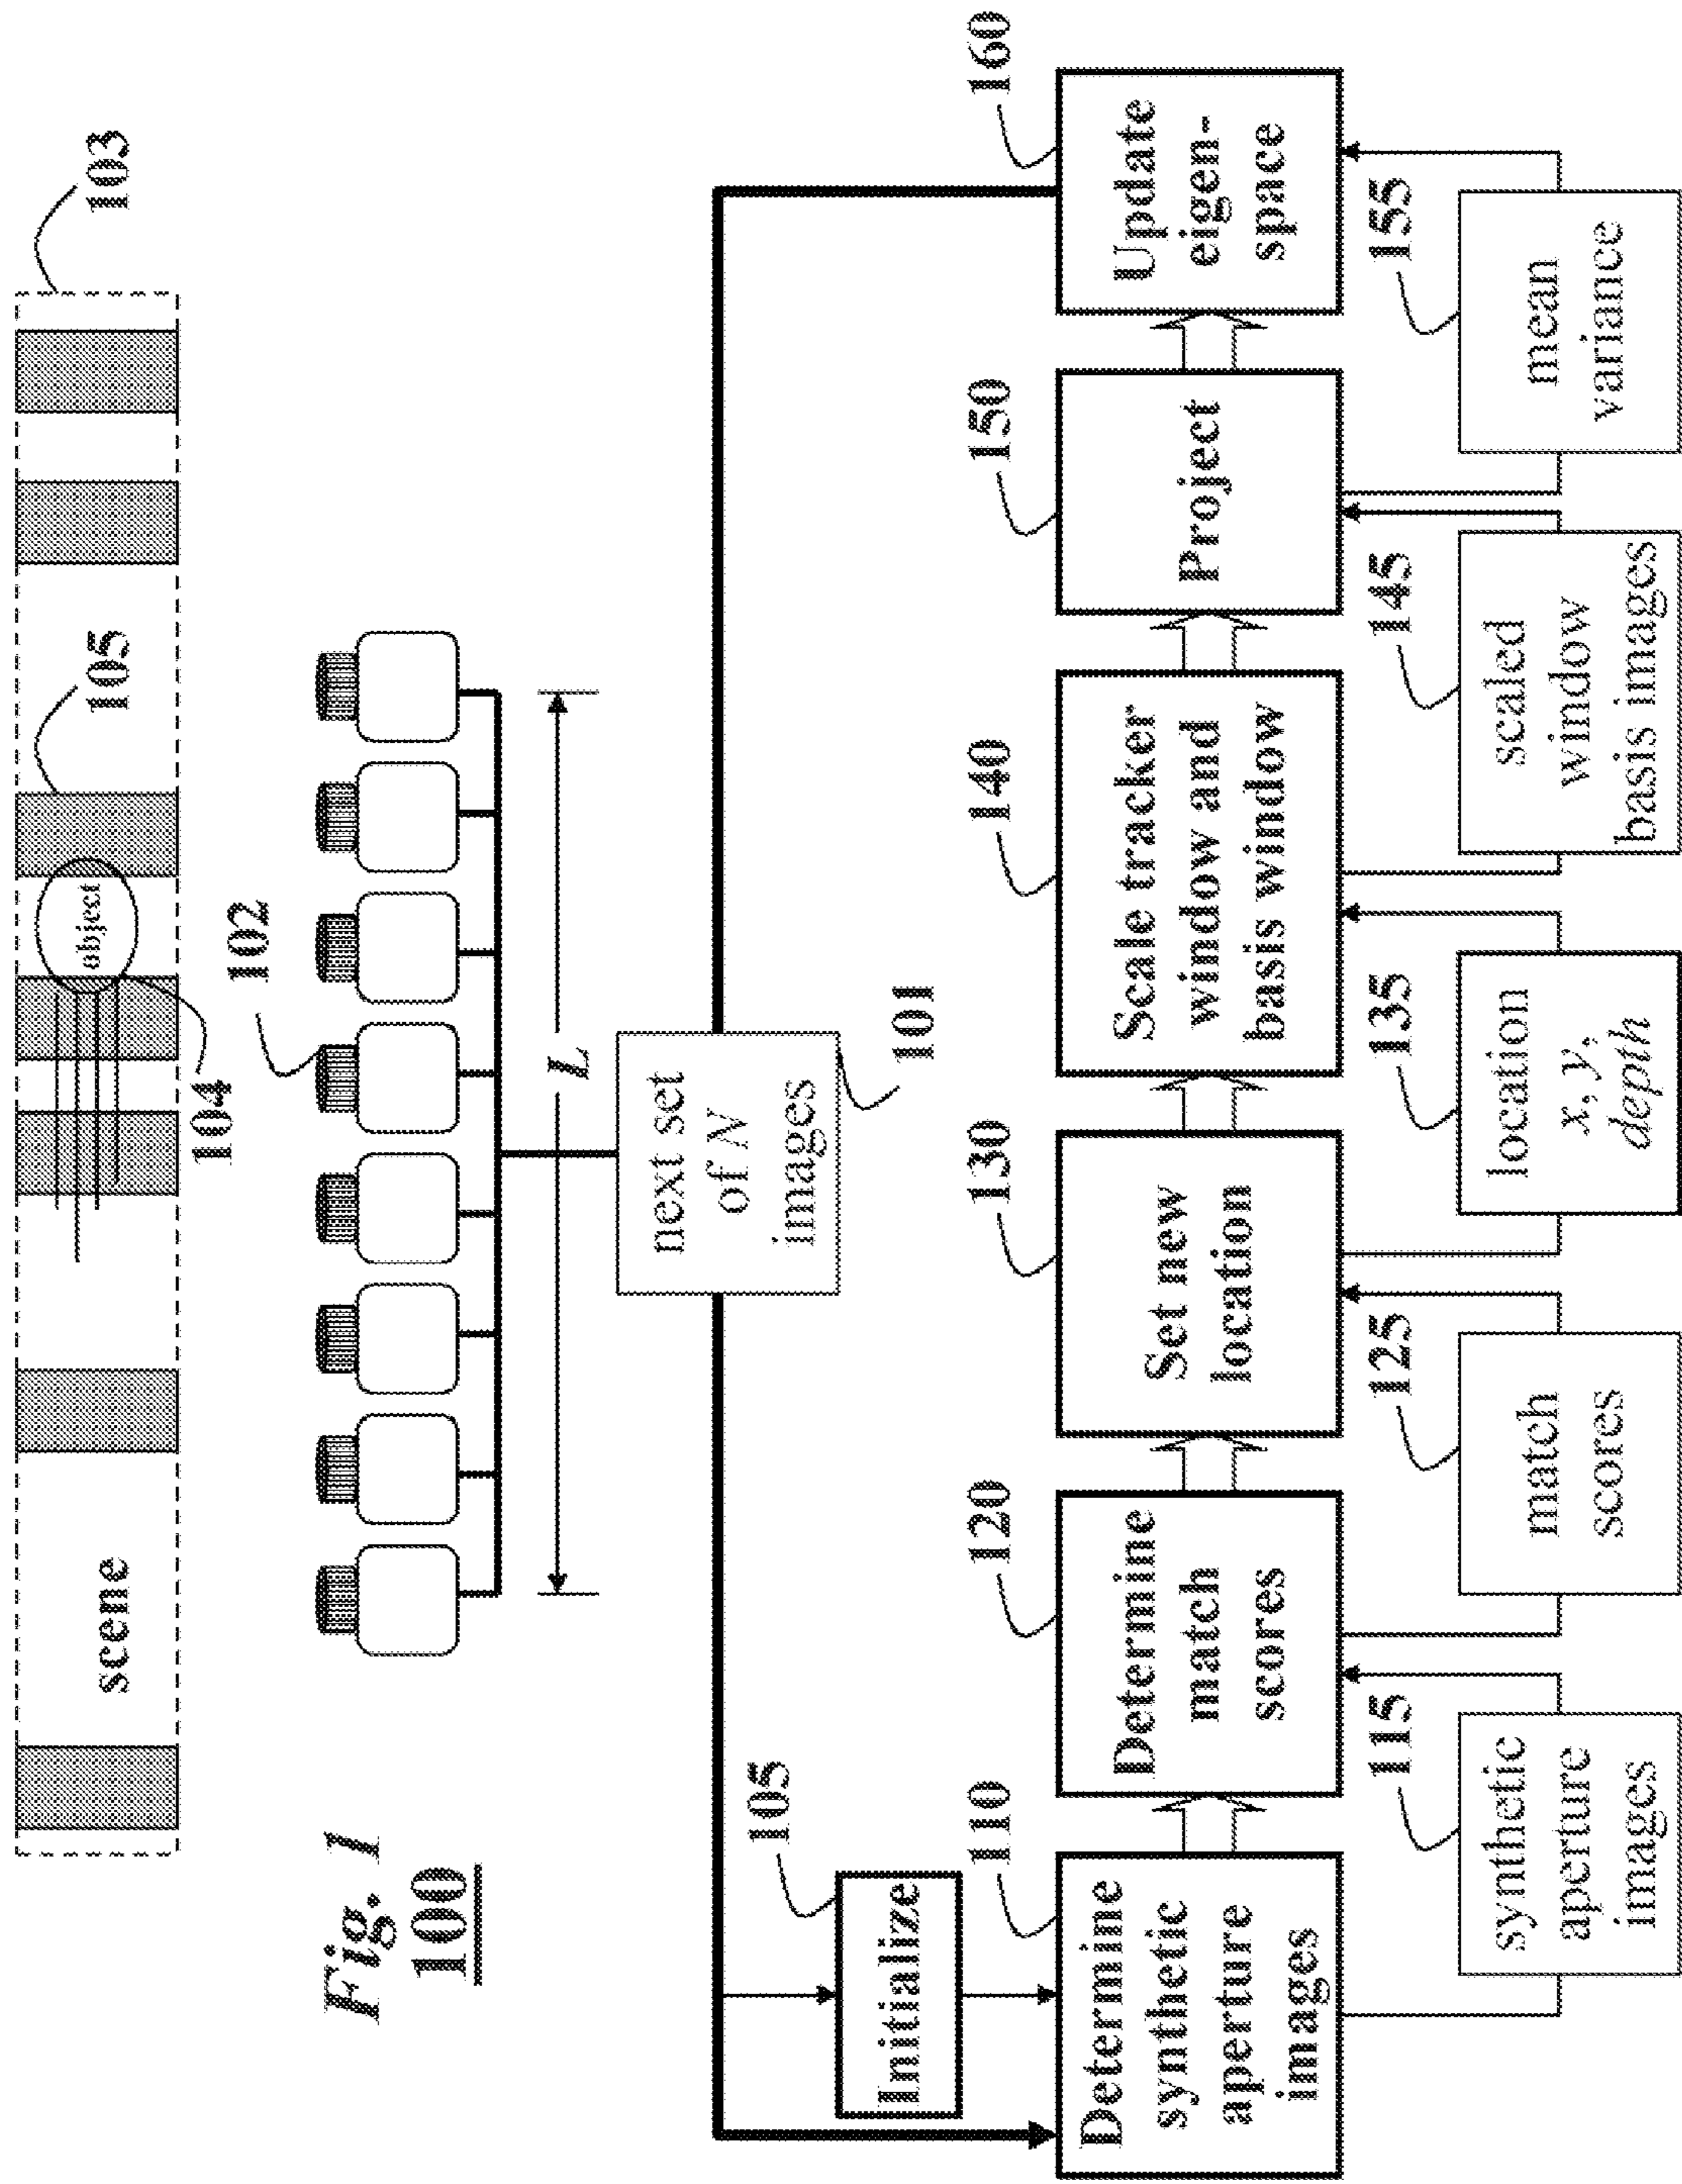 103
105
scene
object
104
102
Fig. 1
100
L
next set
of N
images
101
105
Initialize
110
Determine
synthetic
aperture
images
120
Determine
match
scores
130
Set new
location
140
Scale tracker
window and
basis window
150
Project
160
Update
eigen-
space
115
synthetic
aperture
images
125
match
scores
135
location
x, y,
depth
145
scaled
window
basis images
155
mean
variance